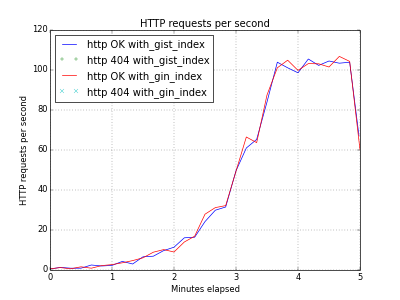 HTTP requests per second
120
100
80
60
40
20
0
HTTP requests per second
http OK with_gist_index
http 404 with_gist_index
http OK with_gin_index
http 404 with_gin_index
0 1 2 3 4 5
Minutes elapsed